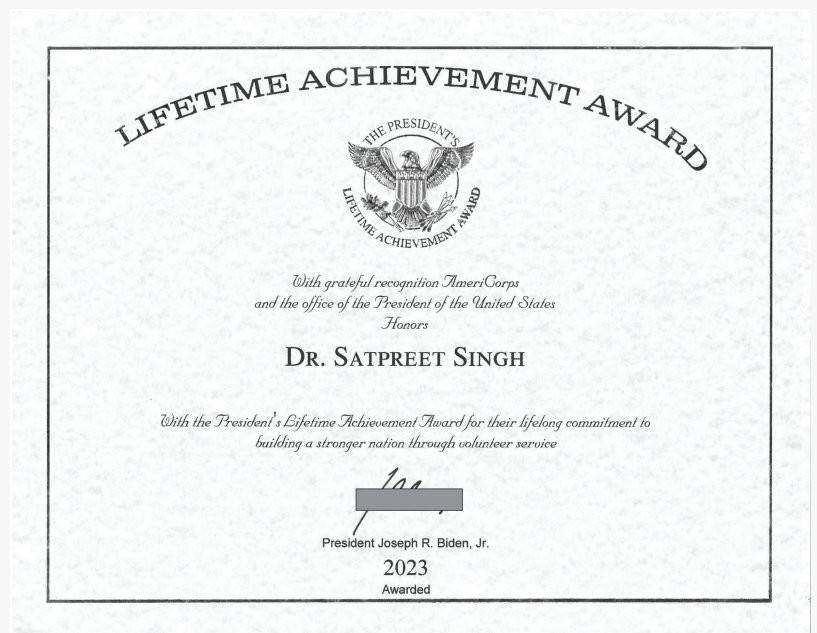 LIFETIME ACHIEVEMENT AWARD
THE PRESIDENT'S
LIFETIME ACHIEVEMENT AWARD
With grateful recognition AmeriCorps
and the office of the President of the United States
Honors
DR. SATPREET SINGH
With the President's Lifetime Achievement Award for their lifelong commitment to
building a stronger nation through volunteer service
President Joseph R. Biden, Jr.
2023
Awarded